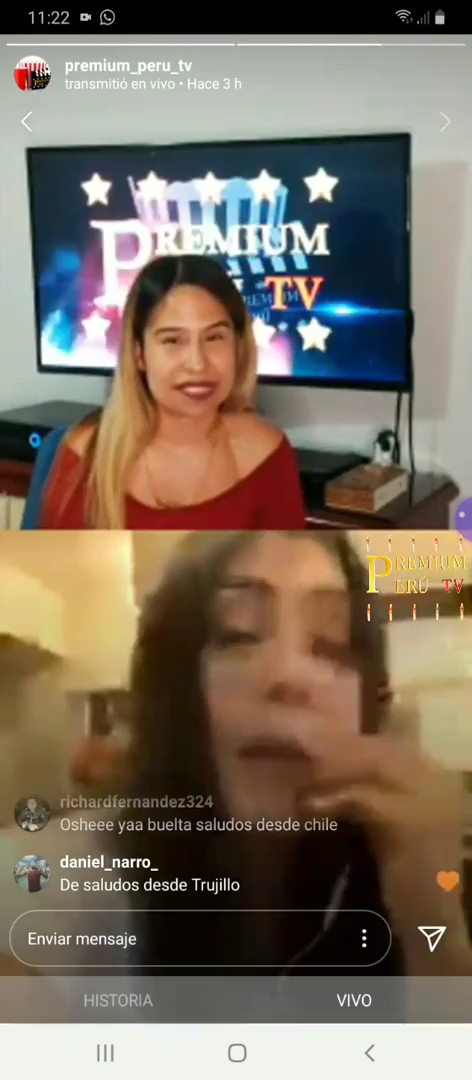 11:22
premium_peru_tv
transmitió en vivo • Hace 3 h
PREMIUM
TV
PREMIUM
PERÚ TV
richardfernandez324
Osheee yaa buelta saludos desde chile
daniel_narro_
De saludos desde Trujillo
Enviar mensaje
HISTORIA
VIVO